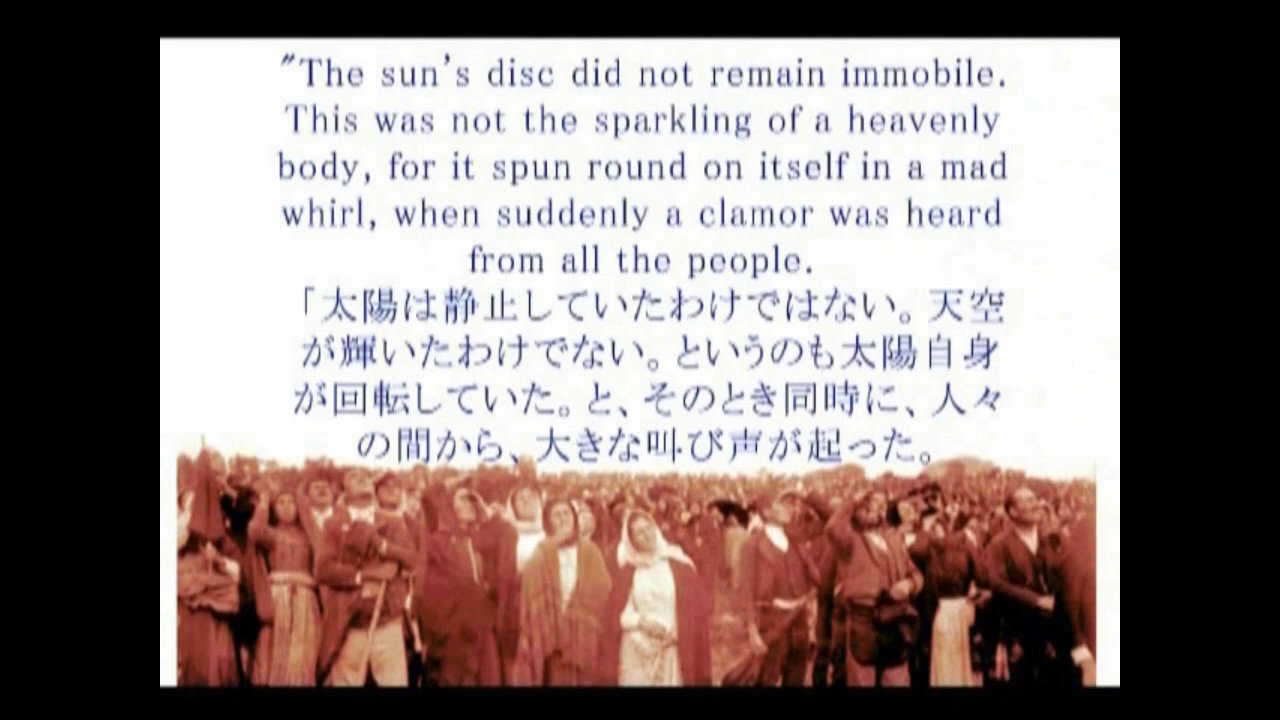 "The sun's disc did not remain immobile.
This was not the sparkling of a heavenly
body, for it spun round on itself in a mad
whirl, when suddenly a clamor was heard
from all the people.
「太陽は静止していたわけではない。天空
が輝いたわけでない。というのも太陽自身
が回転していた。と、そのとき同時に、人々
の間から、大きな叫び声が起った。